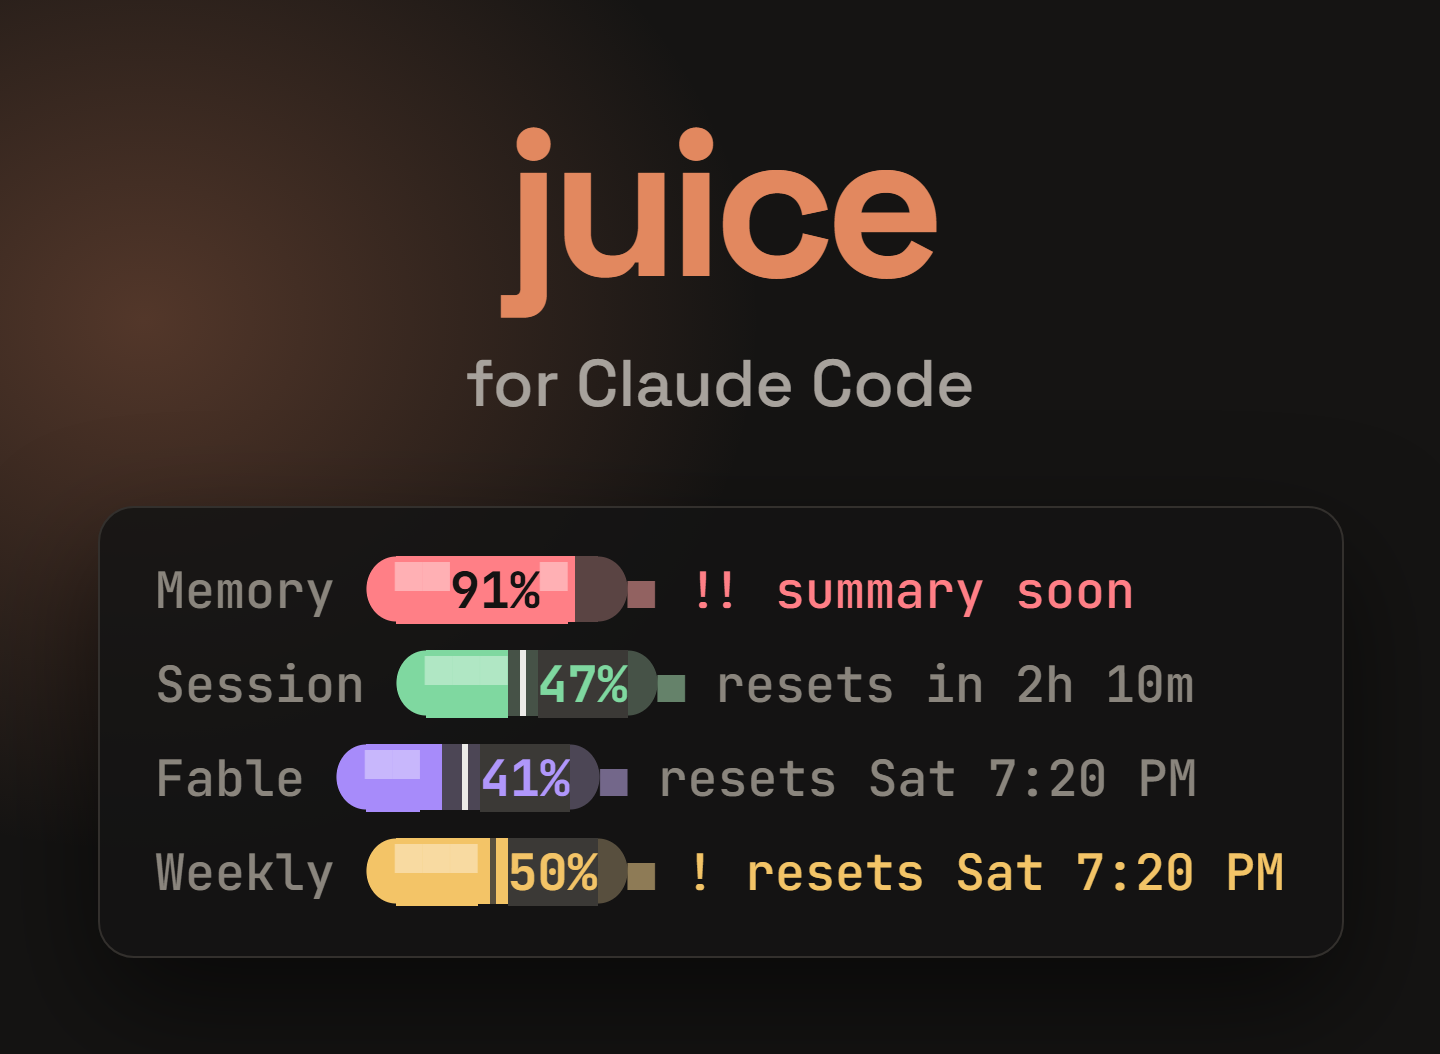 juice
for Claude Code
Memory 91% !! summary soon
Session 47% resets in 2h 10m
Fable 41% resets Sat 7:20 PM
Weekly 50% ! resets Sat 7:20 PM